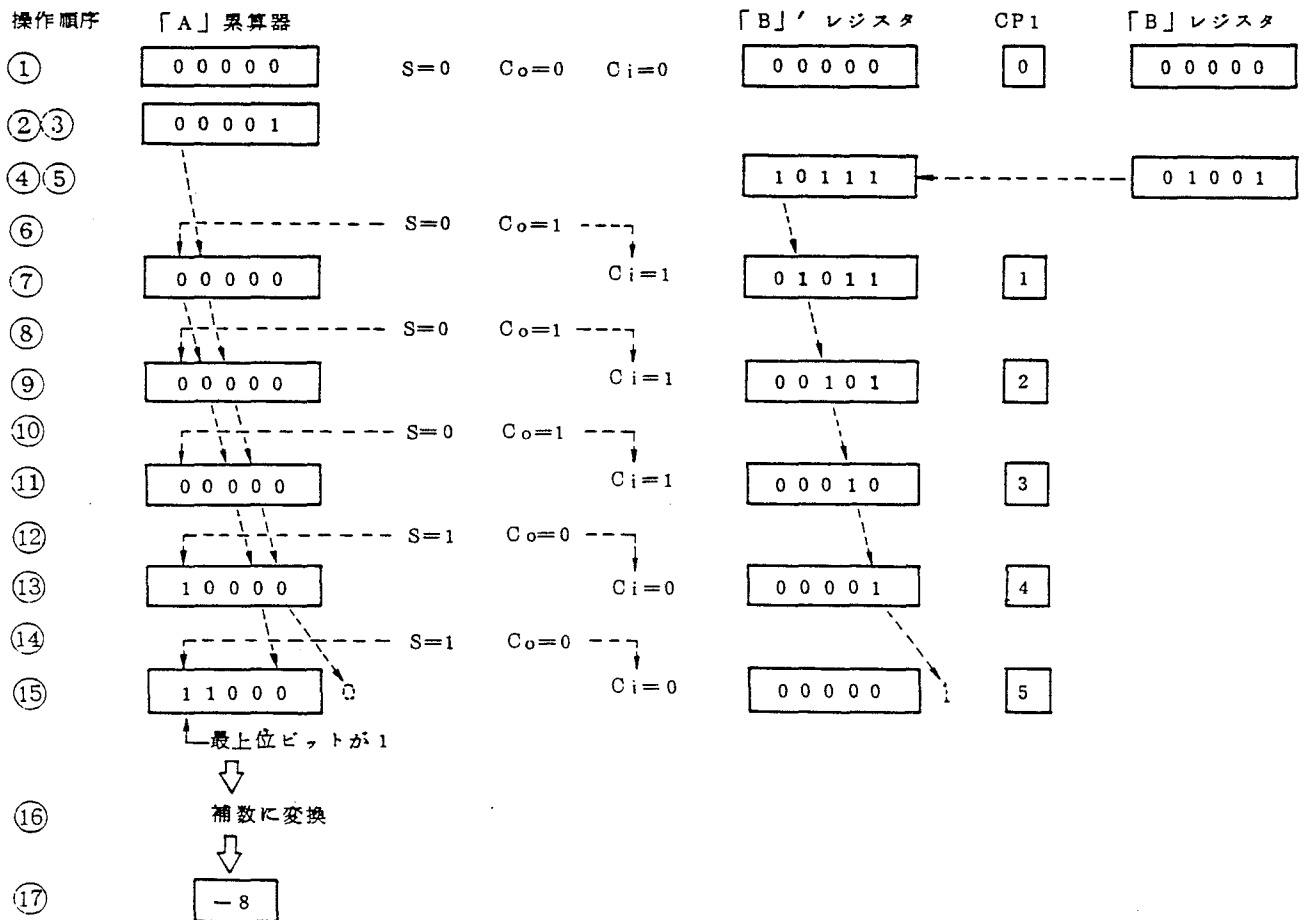 操作順序 「A」累算器 「B」′レジスタ CP1 「B」レジスタ
① 00000 S=0 Co=0 Ci=0 00000 0 00000
②③ 00001
④⑤ 10111 01001
⑥ S=0 Co=1
⑦ 00000 Ci=1 01011 1
⑧ S=0 Co=1
⑨ 00000 Ci=1 00101 2
⑩ S=0 Co=1
⑪ 00000 Ci=1 00010 3
⑫ S=1 Co=0
⑬ 10000 Ci=0 00001 4
⑭ S=1 Co=0
⑮ 11000 0 Ci=0 00000 1 5
最上位ビットが1
⑯ 補数に変換
⑰ -8